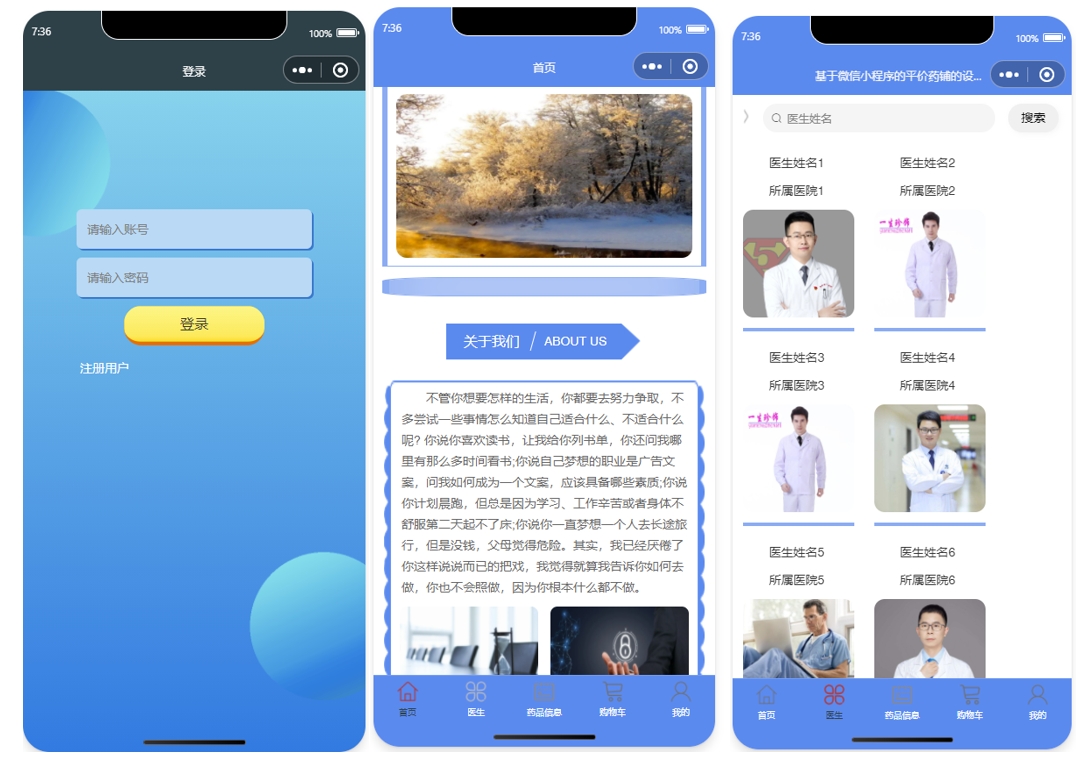 7:36
100%
登录
请输入账号
请输入密码
登录
注册用户
7:36
100%
首页
关于我们 / ABOUT US
不管你想要怎样的生活，你都要去努力争取，不
多尝试一些事情怎么知道自己适合什么、不适合什么
呢? 你说你喜欢读书，让我给你列书单，你还问我哪
里有那么多时间看书;你说自己梦想的职业是广告文
案，问我如何成为一个文案，应该具备哪些素质;你说
你计划晨跑，但总是因为学习、工作辛苦或者身体不
舒服第二天起不了床;你说你一直梦想一个人去长途旅
行，但是没钱，父母觉得危险。其实，我已经厌倦了
你这样说说而已的把戏，我觉得就算我告诉你如何去
做，你也不会照做，因为你根本什么都不做。
首页
医生
药品信息
购物车
我的
7:36
100%
基于微信小程序的平价药铺的设...
医生姓名
搜索
医生姓名1
医生姓名2
所属医院1
所属医院2
医生姓名3
医生姓名4
所属医院3
所属医院4
医生姓名5
医生姓名6
所属医院5
所属医院6
首页
医生
药品信息
购物车
我的